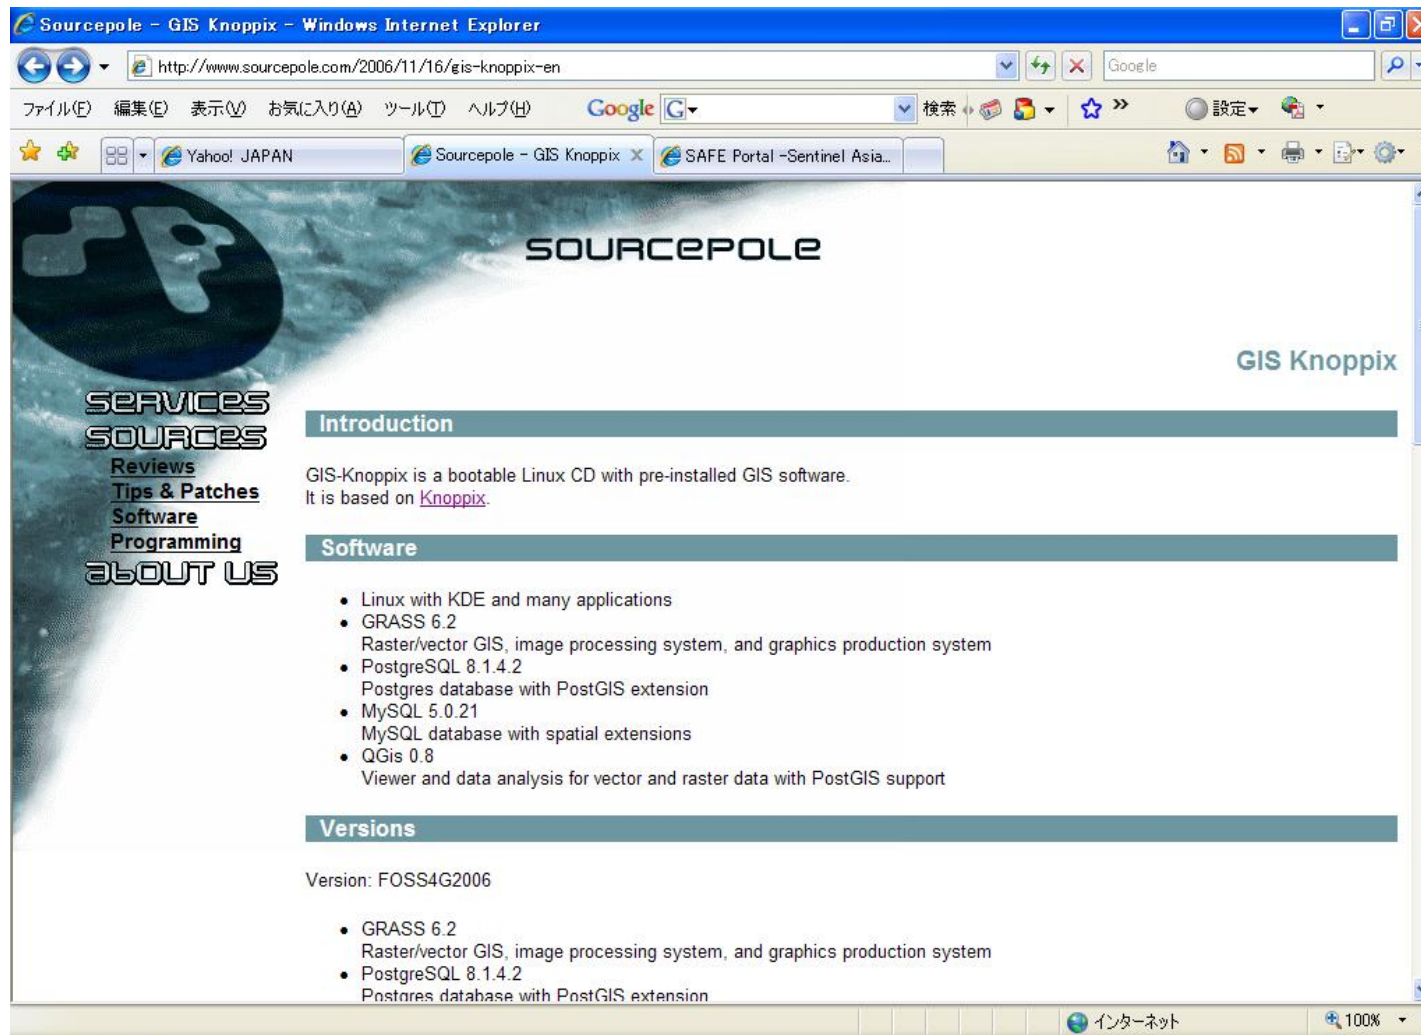 Sourcepole - GIS Knoppix - Windows Internet Explorer
http://www.sourcepole.com/2006/11/16/gis-knoppix-en
Google
ファイル(F) 編集(E) 表示(V) お気に入り(A) ツール(T) ヘルプ(H) Google G 検索 » 設定
Yahoo! JAPAN Sourcepole - GIS Knoppix SAFE Portal -Sentinel Asia...
sourcepole
GIS Knoppix
services
sources
Reviews
Tips & Patches
Software
Programming
about us
Introduction
GIS-Knoppix is a bootable Linux CD with pre-installed GIS software.
It is based on Knoppix.
Software
• Linux with KDE and many applications
• GRASS 6.2
Raster/vector GIS, image processing system, and graphics production system
• PostgreSQL 8.1.4.2
Postgres database with PostGIS extension
• MySQL 5.0.21
MySQL database with spatial extensions
• QGis 0.8
Viewer and data analysis for vector and raster data with PostGIS support
Versions
Version: FOSS4G2006
• GRASS 6.2
Raster/vector GIS, image processing system, and graphics production system
• PostgreSQL 8.1.4.2
Postgres database with PostGIS extension
インターネット 100%